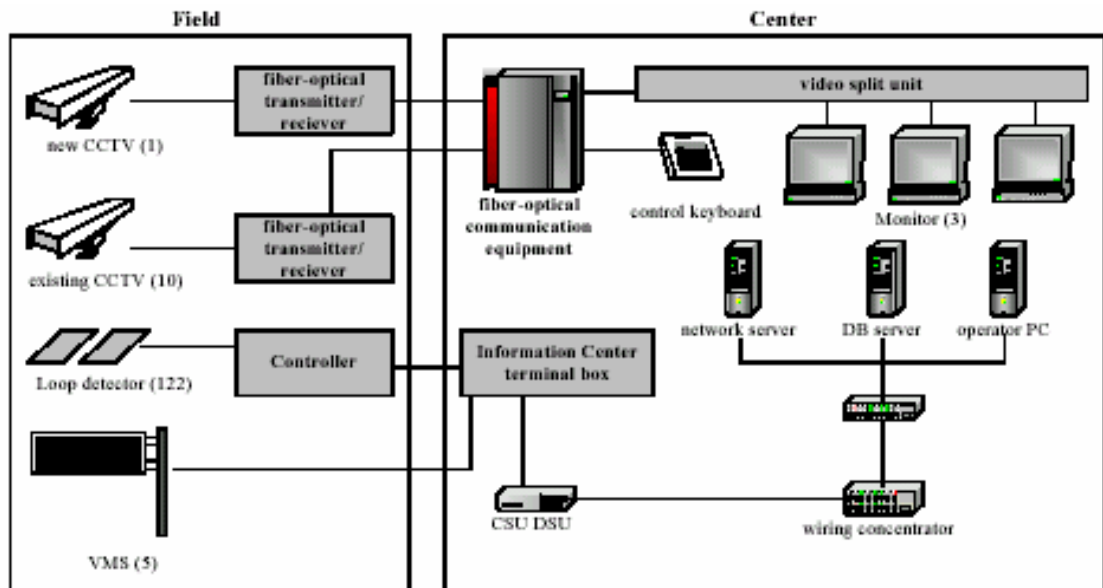 Field
Center
fiber-optical
transmitter/
reciever
new CCTV (1)
fiber-optical
transmitter/
reciever
existing CCTV (10)
Loop detector (122)
Controller
VMS (5)
video split unit
fiber-optical
communication
equipment
control keyboard
Monitor (3)
network server
DB server
operator PC
Information Center
terminal box
CSU DSU
wiring concentrator